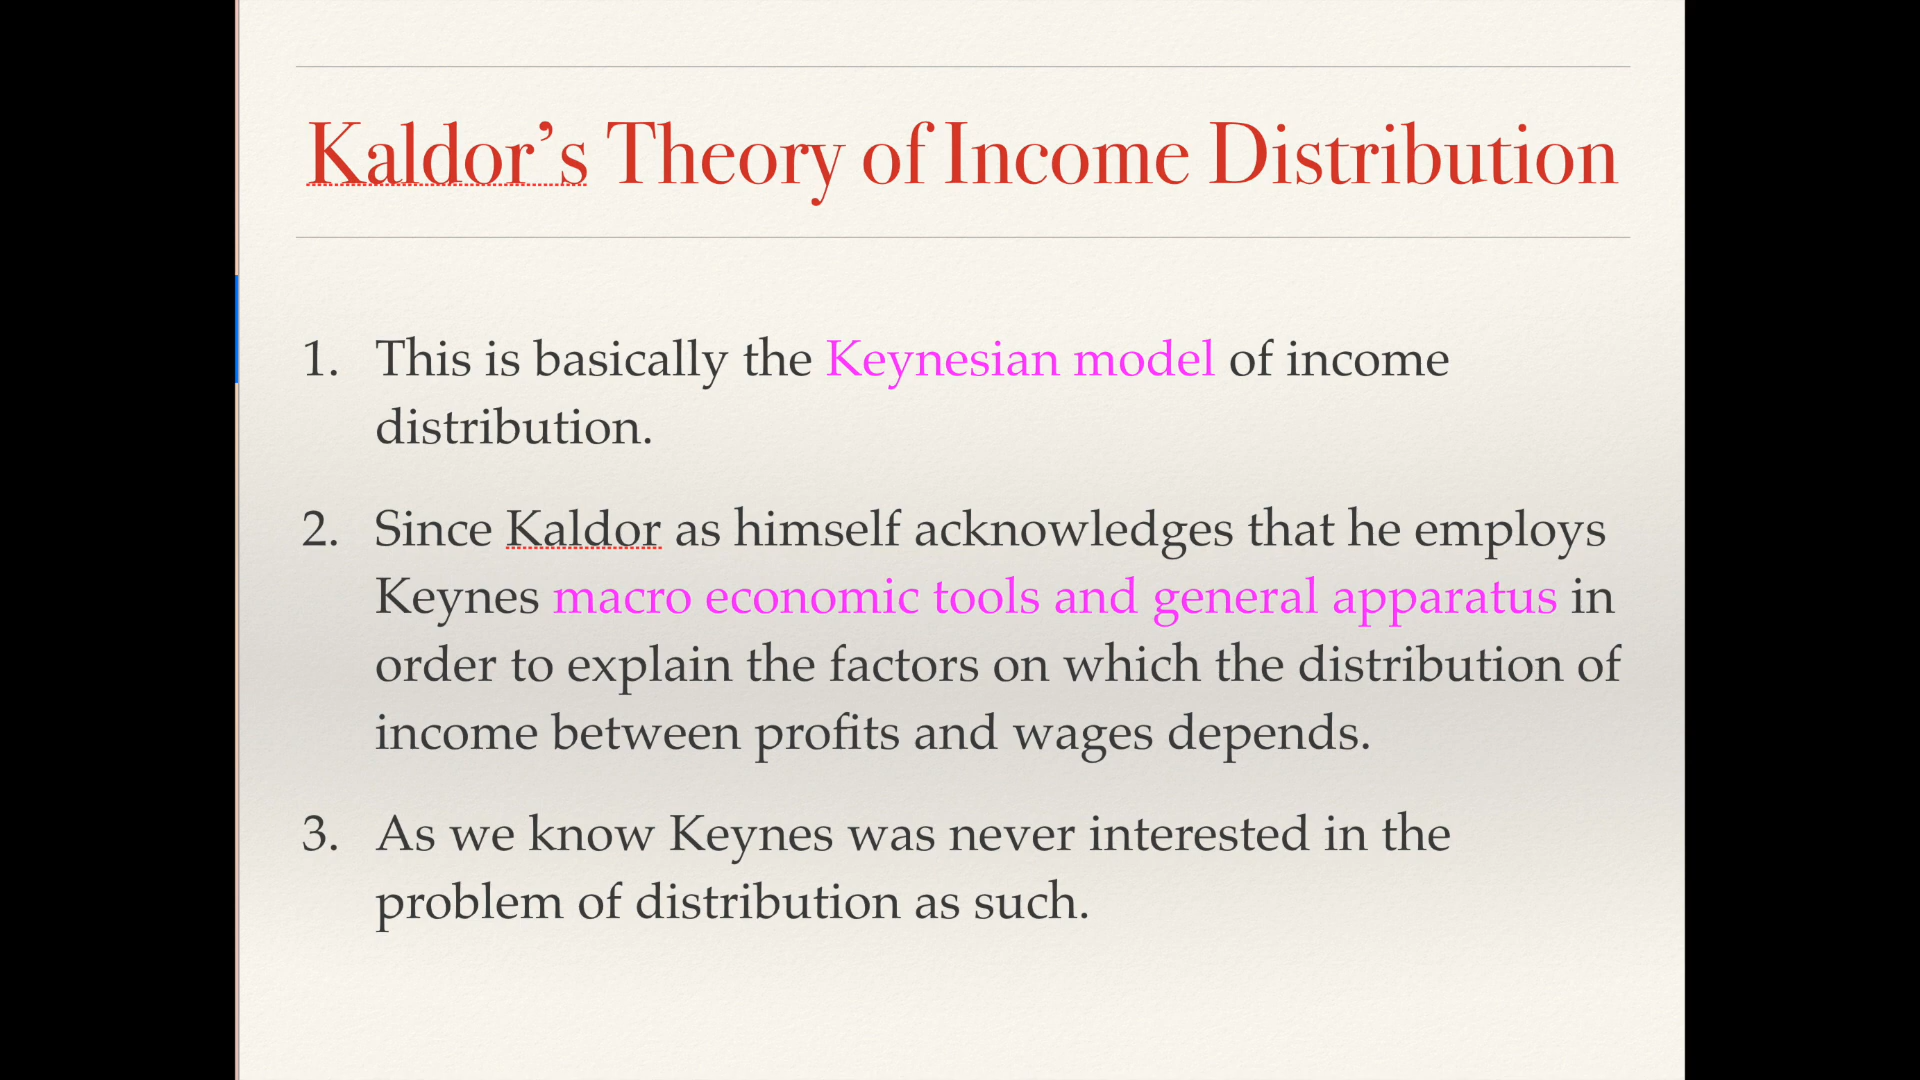 Kaldor’s Theory of Income Distribution
1. This is basically the Keynesian model of income
distribution.
2. Since Kaldor as himself acknowledges that he employs
Keynes macro economic tools and general apparatus in
order to explain the factors on which the distribution of
income between profits and wages depends.
3. As we know Keynes was never interested in the
problem of distribution as such.